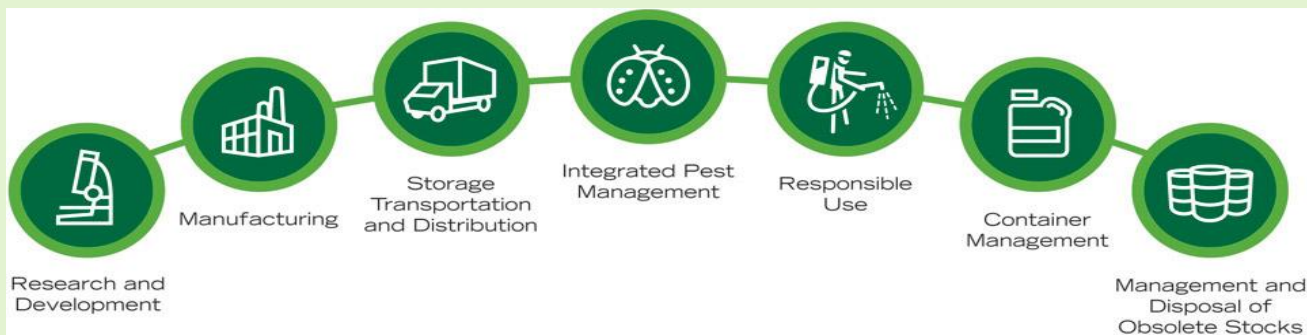 Research and
Development
Manufacturing
Storage
Transportation
and Distribution
Integrated Pest
Management
Responsible
Use
Container
Management
Management and
Disposal of
Obsolete Stocks